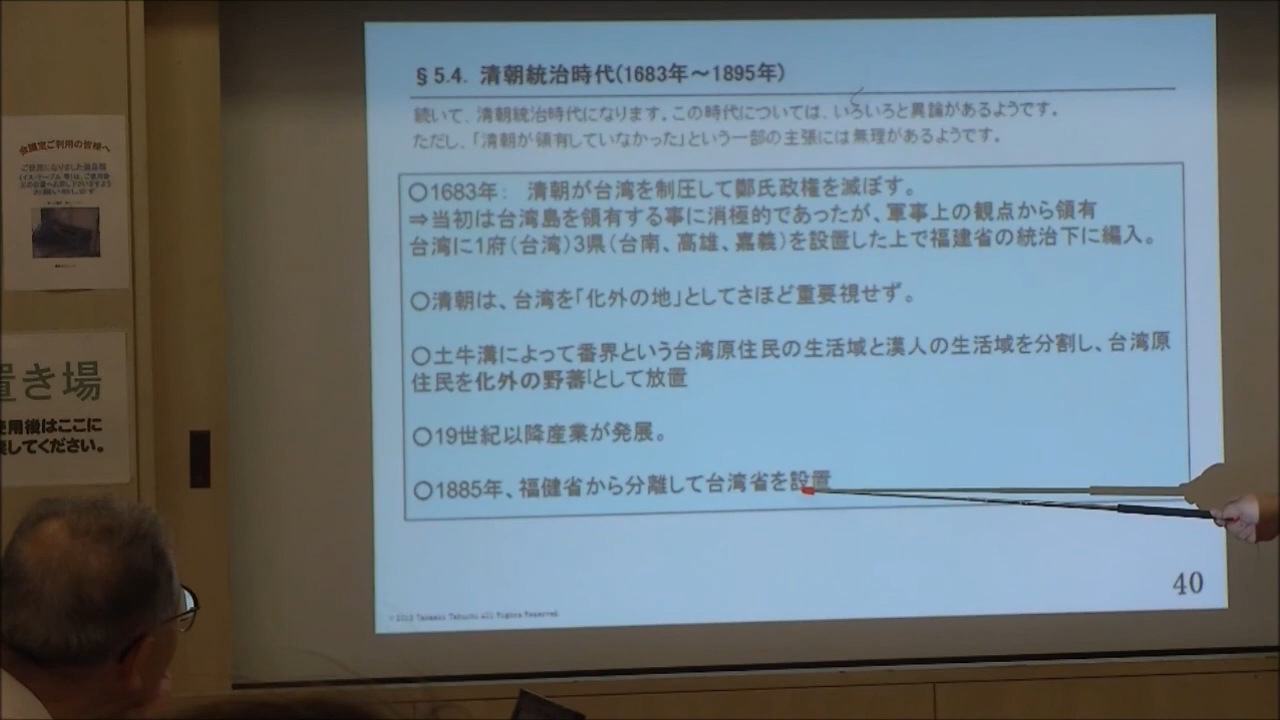 §5.4. 清朝統治時代(1683年～1895年)
続いて、清朝統治時代になります。この時代については、いろいろと異論があるようです。
ただし、「清朝が領有していなかった」という一部の主張には無理があるようです。
○1683年： 清朝が台湾を制圧して鄭氏政権を滅ぼす。
⇒当初は台湾島を領有する事に消極的であったが、軍事上の観点から領有
台湾に1府(台湾)3県(台南、高雄、嘉義)を設置した上で福建省の統治下に編入。
○清朝は、台湾を「化外の地」としてさほど重要視せず。
○土牛溝によって番界という台湾原住民の生活域と漢人の生活域を分割し、台湾原
住民を化外の野蕃「として放置
○19世紀以降産業が発展。
○1885年、福健省から分離して台湾省を設置
40
All Rights Reserved
会議室ご利用の皆様へ
置き場
使用後はここに
戻してください。